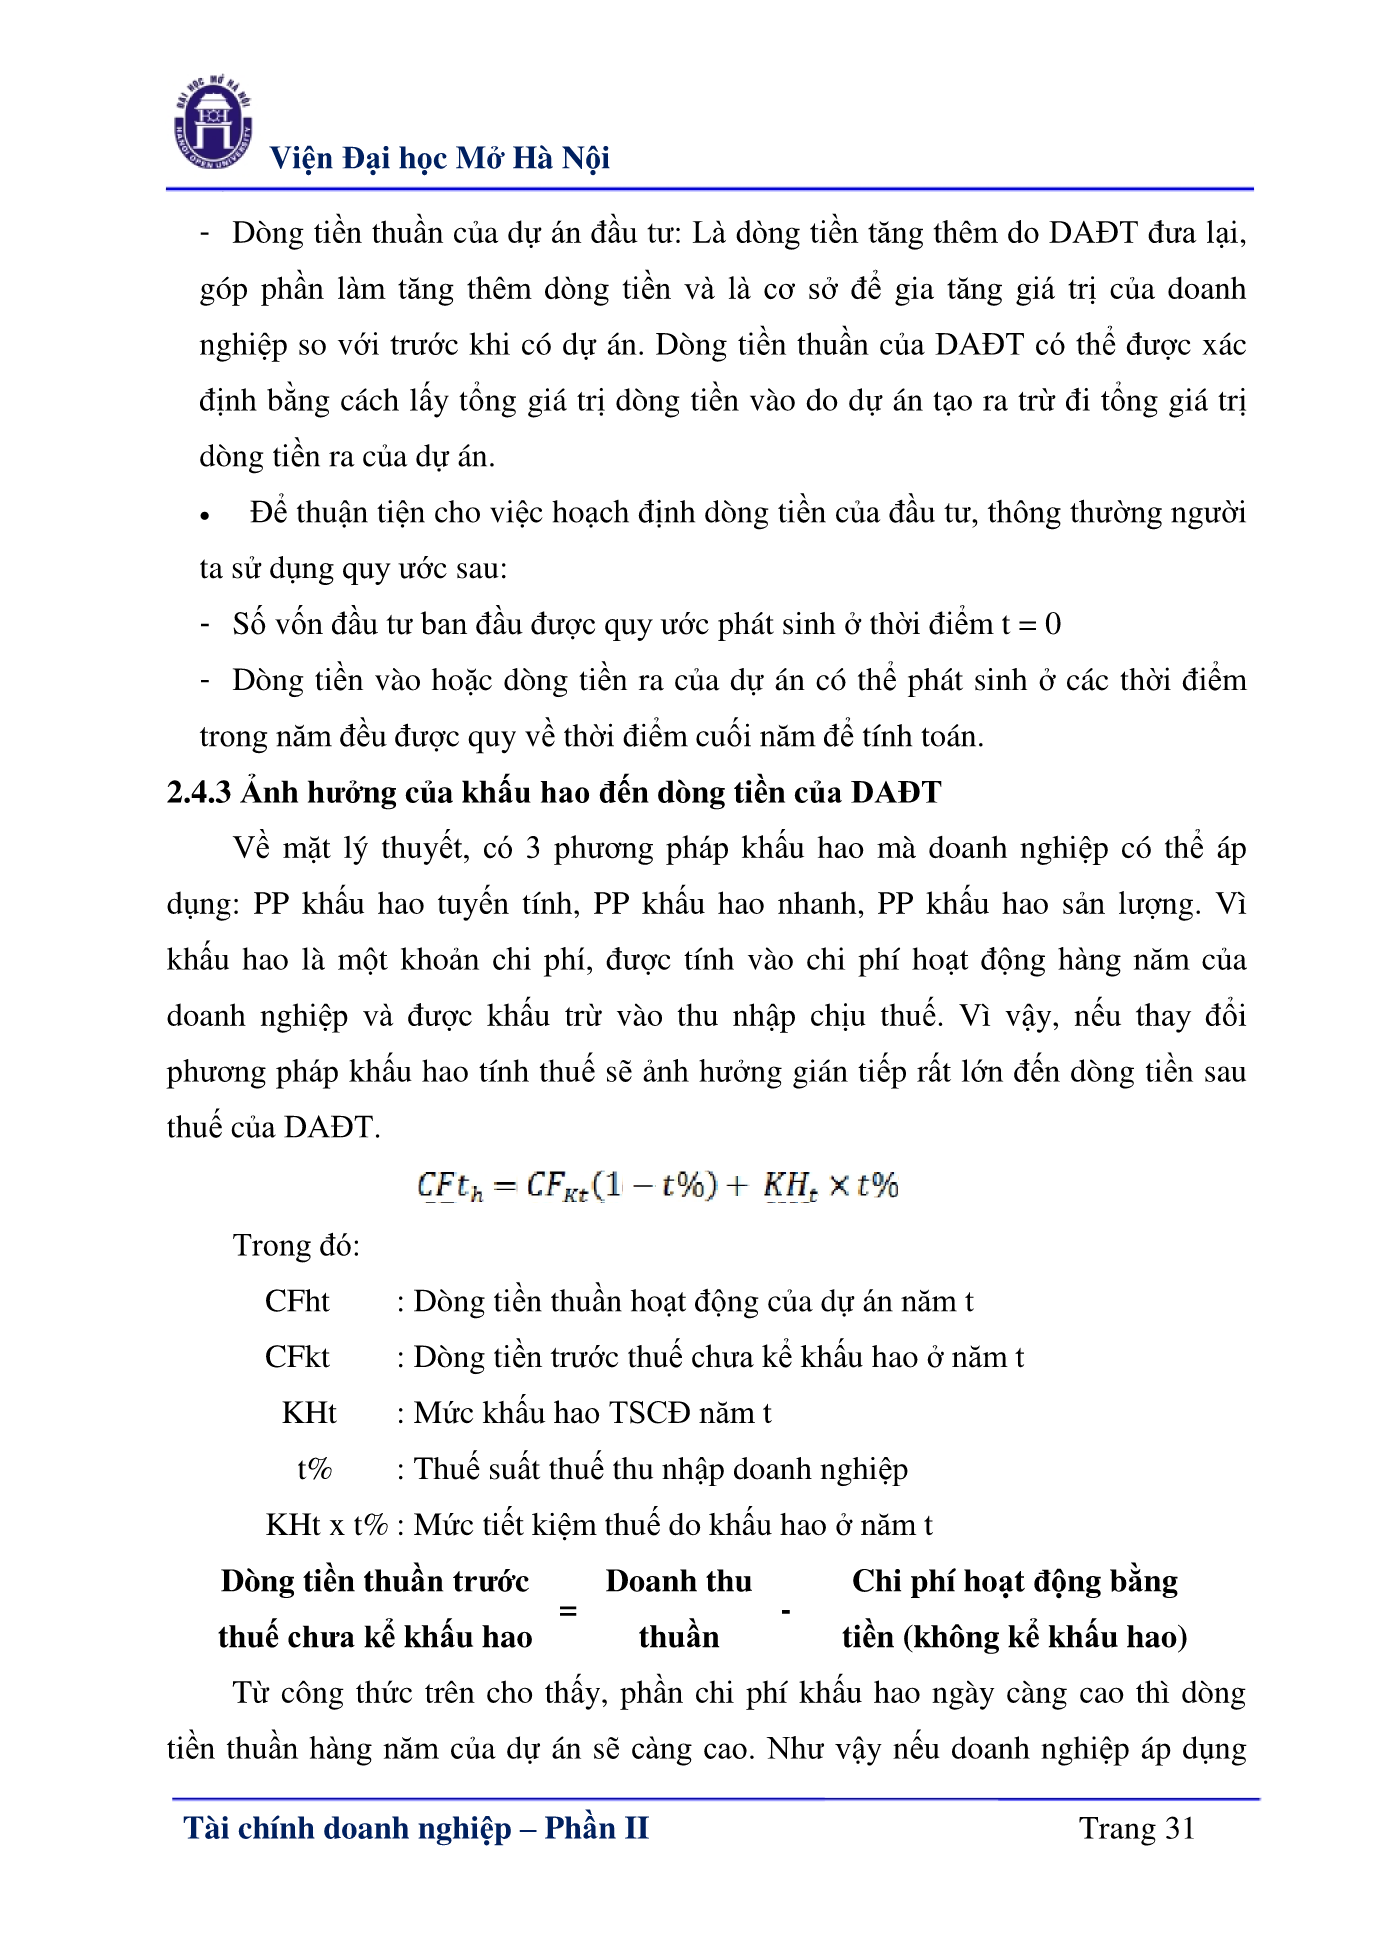 ĐẠI HỌC MỞ HÀ NỘI
HANOI OPEN UNIVERSITY
Viện Đại học Mở Hà Nội
- Dòng tiền thuần của dự án đầu tư: Là dòng tiền tăng thêm do DAĐT đưa lại,
góp phần làm tăng thêm dòng tiền và là cơ sở để gia tăng giá trị của doanh
nghiệp so với trước khi có dự án. Dòng tiền thuần của DAĐT có thể được xác
định bằng cách lấy tổng giá trị dòng tiền vào do dự án tạo ra trừ đi tổng giá trị
dòng tiền ra của dự án.
• Để thuận tiện cho việc hoạch định dòng tiền của đầu tư, thông thường người
ta sử dụng quy ước sau:
- Số vốn đầu tư ban đầu được quy ước phát sinh ở thời điểm t = 0
- Dòng tiền vào hoặc dòng tiền ra của dự án có thể phát sinh ở các thời điểm
trong năm đều được quy về thời điểm cuối năm để tính toán.
2.4.3 Ảnh hưởng của khấu hao đến dòng tiền của DAĐT
Về mặt lý thuyết, có 3 phương pháp khấu hao mà doanh nghiệp có thể áp
dụng: PP khấu hao tuyến tính, PP khấu hao nhanh, PP khấu hao sản lượng. Vì
khấu hao là một khoản chi phí, được tính vào chi phí hoạt động hàng năm của
doanh nghiệp và được khấu trừ vào thu nhập chịu thuế. Vì vậy, nếu thay đổi
phương pháp khấu hao tính thuế sẽ ảnh hưởng gián tiếp rất lớn đến dòng tiền sau
thuế của DAĐT.
CFt_h = CF_Kt(1 − t%) + KH_t × t%
Trong đó:
CFht : Dòng tiền thuần hoạt động của dự án năm t
CFkt : Dòng tiền trước thuế chưa kể khấu hao ở năm t
KHt : Mức khấu hao TSCĐ năm t
t% : Thuế suất thuế thu nhập doanh nghiệp
KHt x t% : Mức tiết kiệm thuế do khấu hao ở năm t
Dòng tiền thuần trước thuế chưa kể khấu hao = Doanh thu thuần - Chi phí hoạt động bằng tiền (không kể khấu hao)
Từ công thức trên cho thấy, phần chi phí khấu hao ngày càng cao thì dòng
tiền thuần hàng năm của dự án sẽ càng cao. Như vậy nếu doanh nghiệp áp dụng
Tài chính doanh nghiệp – Phần II Trang 31